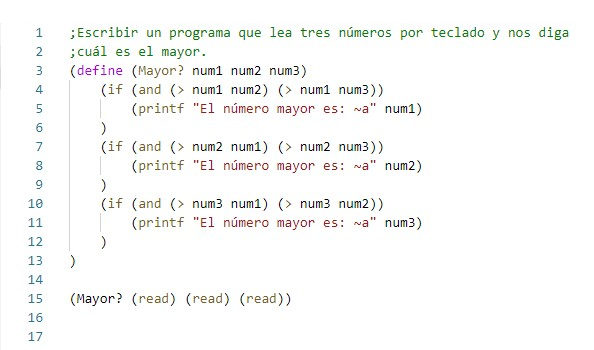 1 ;Escribir un programa que lea tres números por teclado y nos diga
2 ;cuál es el mayor.
3 (define (Mayor? num1 num2 num3)
4     (if (and (> num1 num2) (> num1 num3))
5         (printf "El número mayor es: ~a" num1)
6     )
7     (if (and (> num2 num1) (> num2 num3))
8         (printf "El número mayor es: ~a" num2)
9     )
10     (if (and (> num3 num1) (> num3 num2))
11         (printf "El número mayor es: ~a" num3)
12     )
13 )
14
15 (Mayor? (read) (read) (read))
16
17